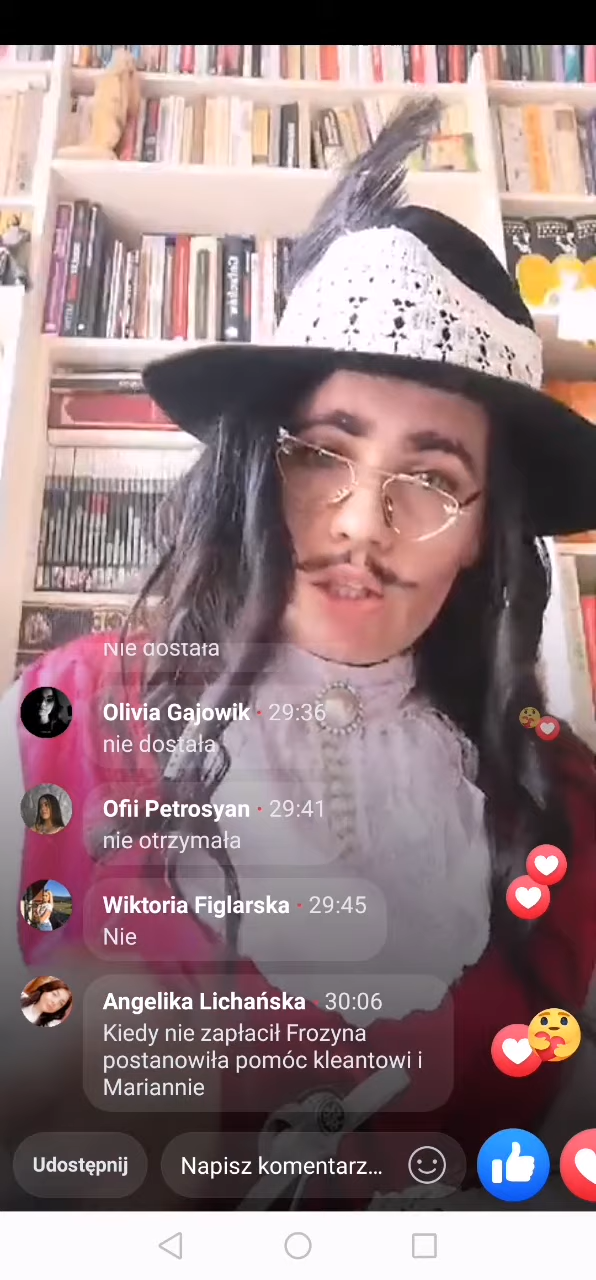 Nie dostała
Olivia Gajowik · 29:36
nie dostała
Ofii Petrosyan · 29:41
nie otrzymała
Wiktoria Figlarska · 29:45
Nie
Angelika Lichańska · 30:06
Kiedy nie zapłacił Frozyna
postanowiła pomóc kleantowi i
Mariannie
Udostępnij
Napisz komentarz...